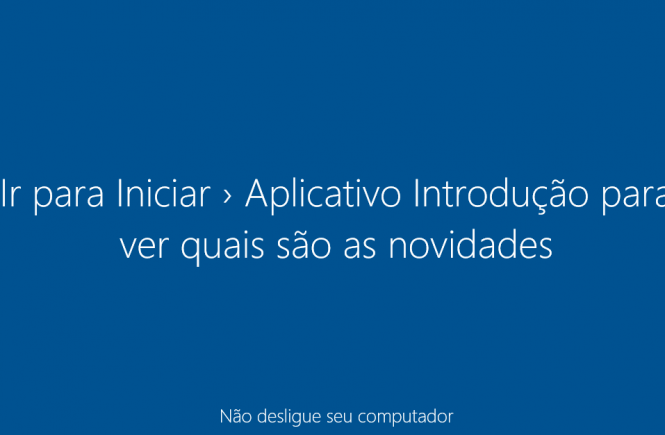 Ir para Iniciar › Aplicativo Introdução para
ver quais são as novidades
Não desligue seu computador